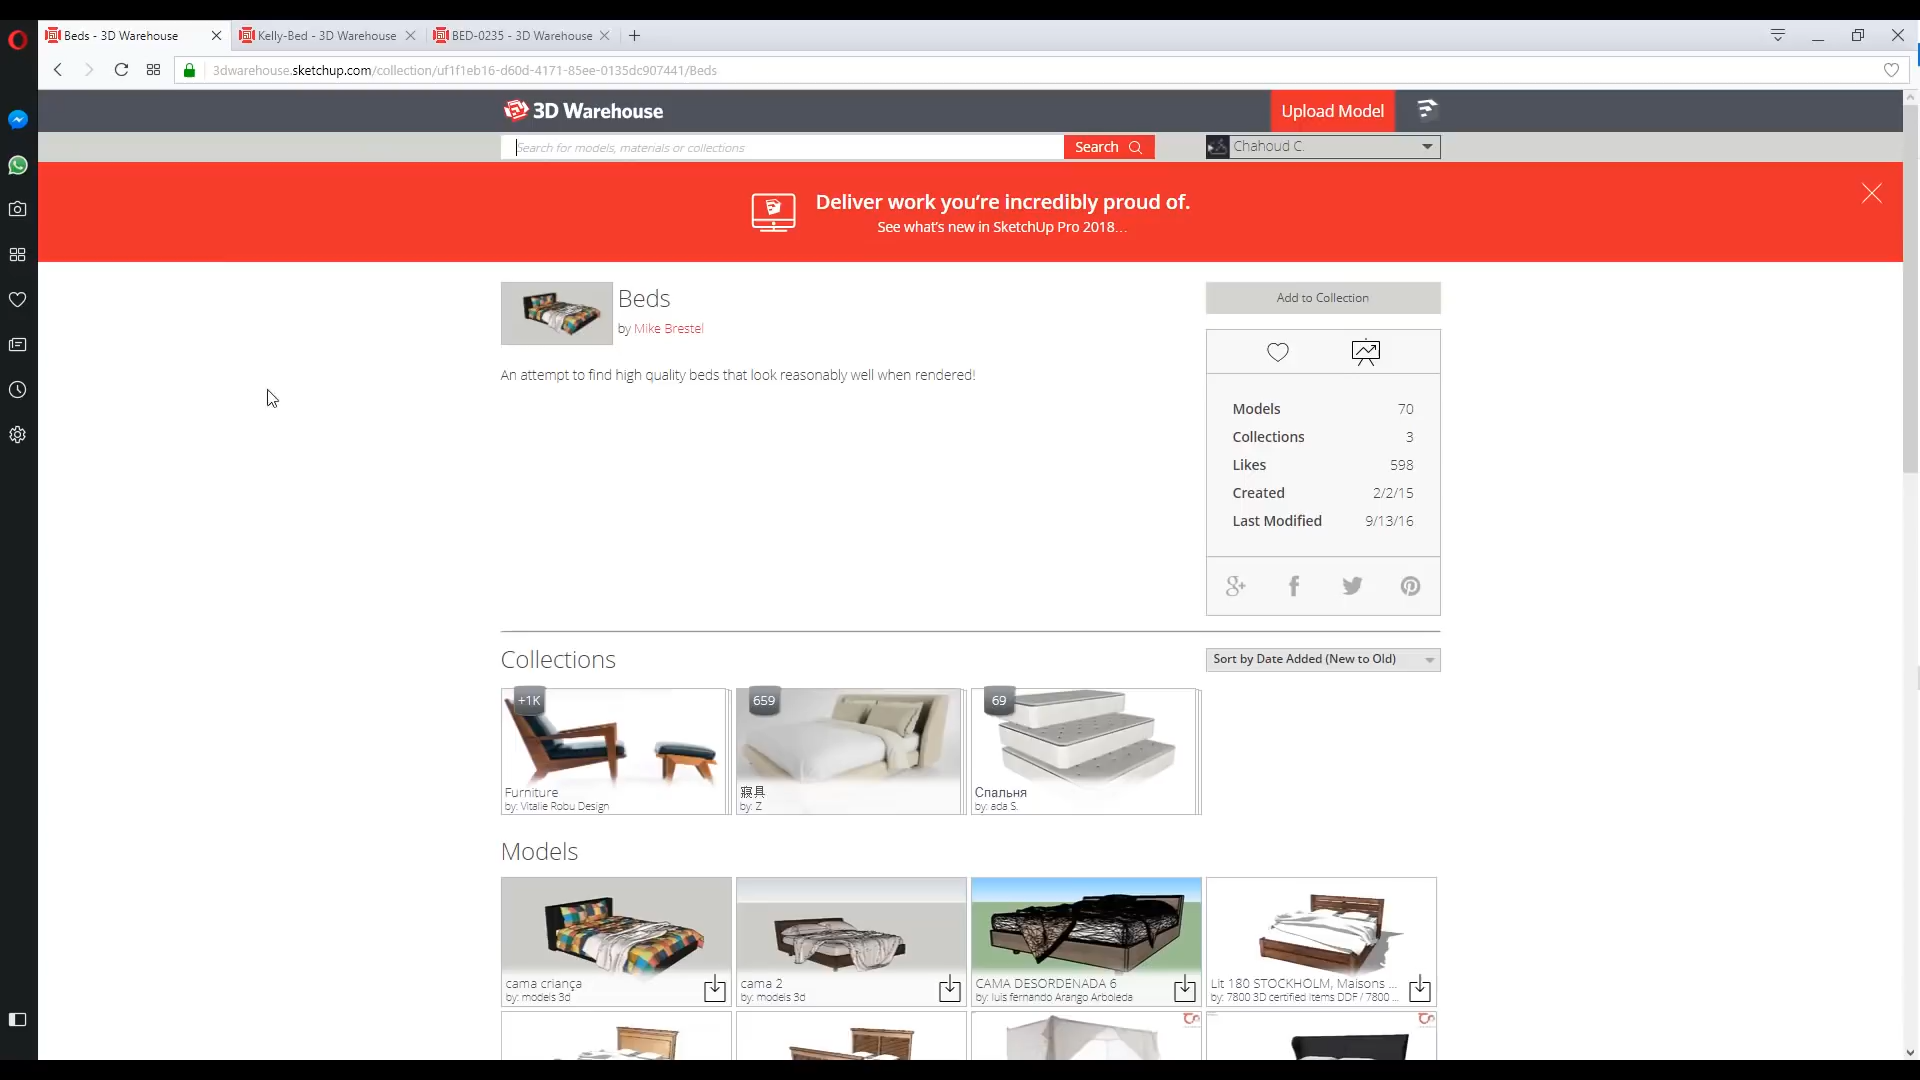 Beds - 3D Warehouse
Kelly-Bed - 3D Warehouse
BED-0235 - 3D Warehouse
3dwarehouse.sketchup.com/collection/uf1f1eb16-d60d-4171-85ee-0135dc907441/Beds
3D Warehouse
Upload Model
Search for models, materials or collections
Search
Chahoud C.
Deliver work you're incredibly proud of.
See what's new in SketchUp Pro 2018...
Beds
by Mike Brestel
An attempt to find high quality beds that look reasonably well when rendered!
Add to Collection
Models 70
Collections 3
Likes 598
Created 2/2/15
Last Modified 9/13/16
Collections
Sort by Date Added (New to Old)
+1K
Furniture
by: Vitalie Robu Design
659
寢具
by: Z
69
Спальня
by: ada S.
Models
cama criança
by: models 3d
cama 2
by: models 3d
CAMA DESORDENADA 6
by: luis fernando Arango Arboleda
Lit 180 STOCKHOLM, Maisons ...
by: 7800 3D certified Items DDF / 7800 ...